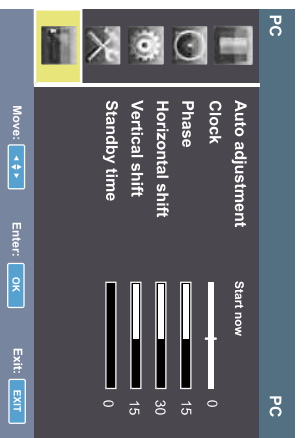 PC PC
Auto adjustment Start now
Clock 0
Phase 15
Horizontal shift 30
Vertical shift 15
Standby time 0
Move: Enter: OK Exit: EXIT